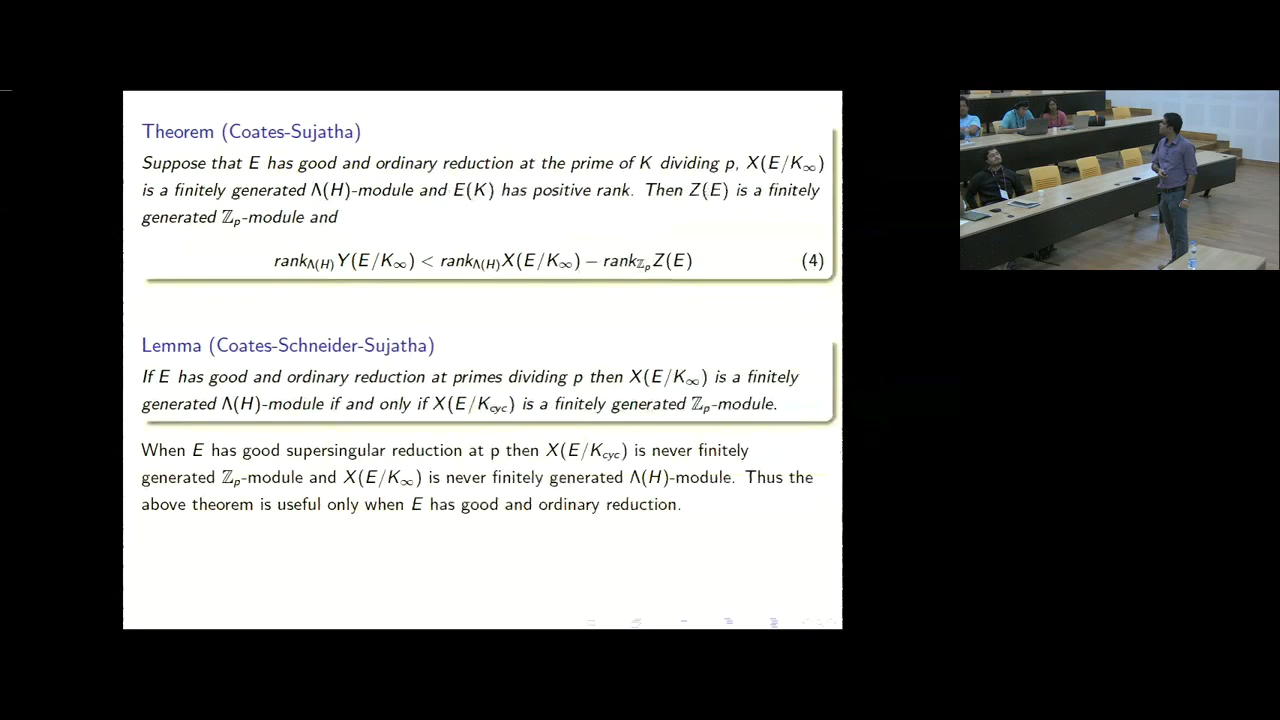 Theorem (Coates-Sujatha)
Suppose that E has good and ordinary reduction at the prime of K dividing p, X(E/K∞)
is a finitely generated Λ(H)-module and E(K) has positive rank. Then Z(E) is a finitely
generated ℤp-module and
rankΛ(H)Y(E/K∞) < rankΛ(H)X(E/K∞) − rankℤpZ(E) (4)
Lemma (Coates-Schneider-Sujatha)
If E has good and ordinary reduction at primes dividing p then X(E/K∞) is a finitely
generated Λ(H)-module if and only if X(E/Kcyc) is a finitely generated ℤp-module.
When E has good supersingular reduction at p then X(E/Kcyc) is never finitely
generated ℤp-module and X(E/K∞) is never finitely generated Λ(H)-module. Thus the
above theorem is useful only when E has good and ordinary reduction.